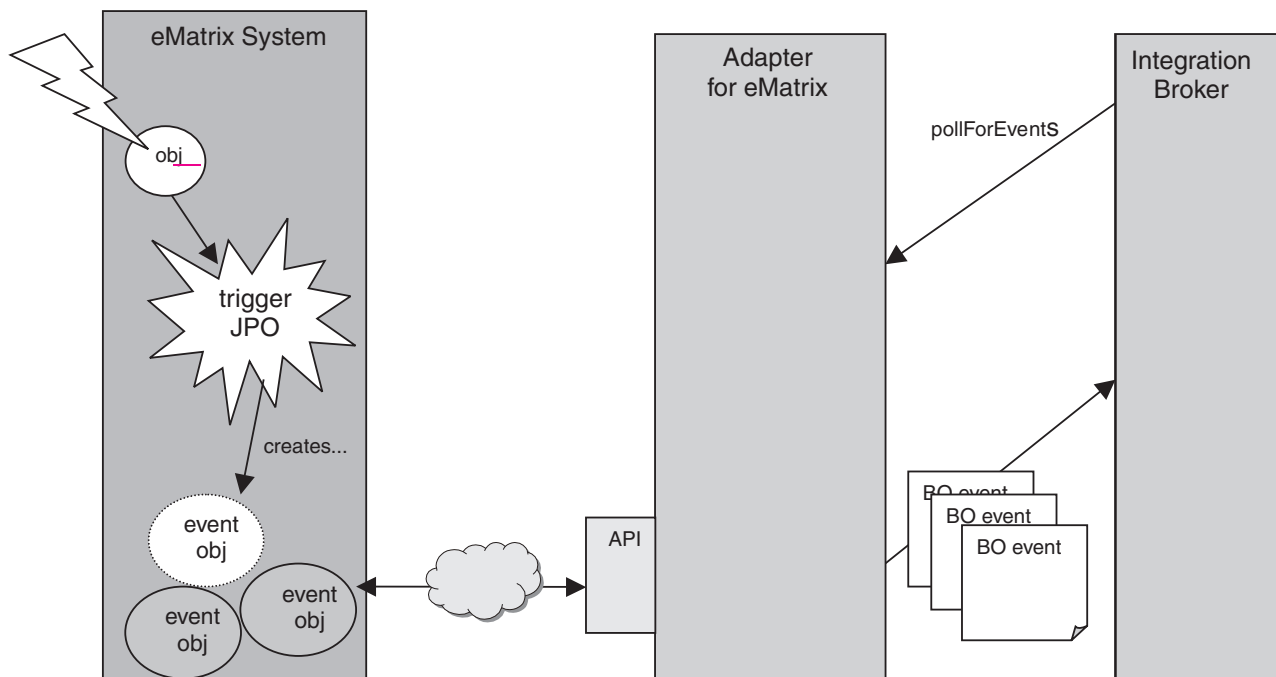 eMatrix System
obj
trigger
JPO
creates...
event
obj
event
obj
event
obj
API
Adapter
for eMatrix
pollForEvents
BO event
BO event
BO event
Integration
Broker